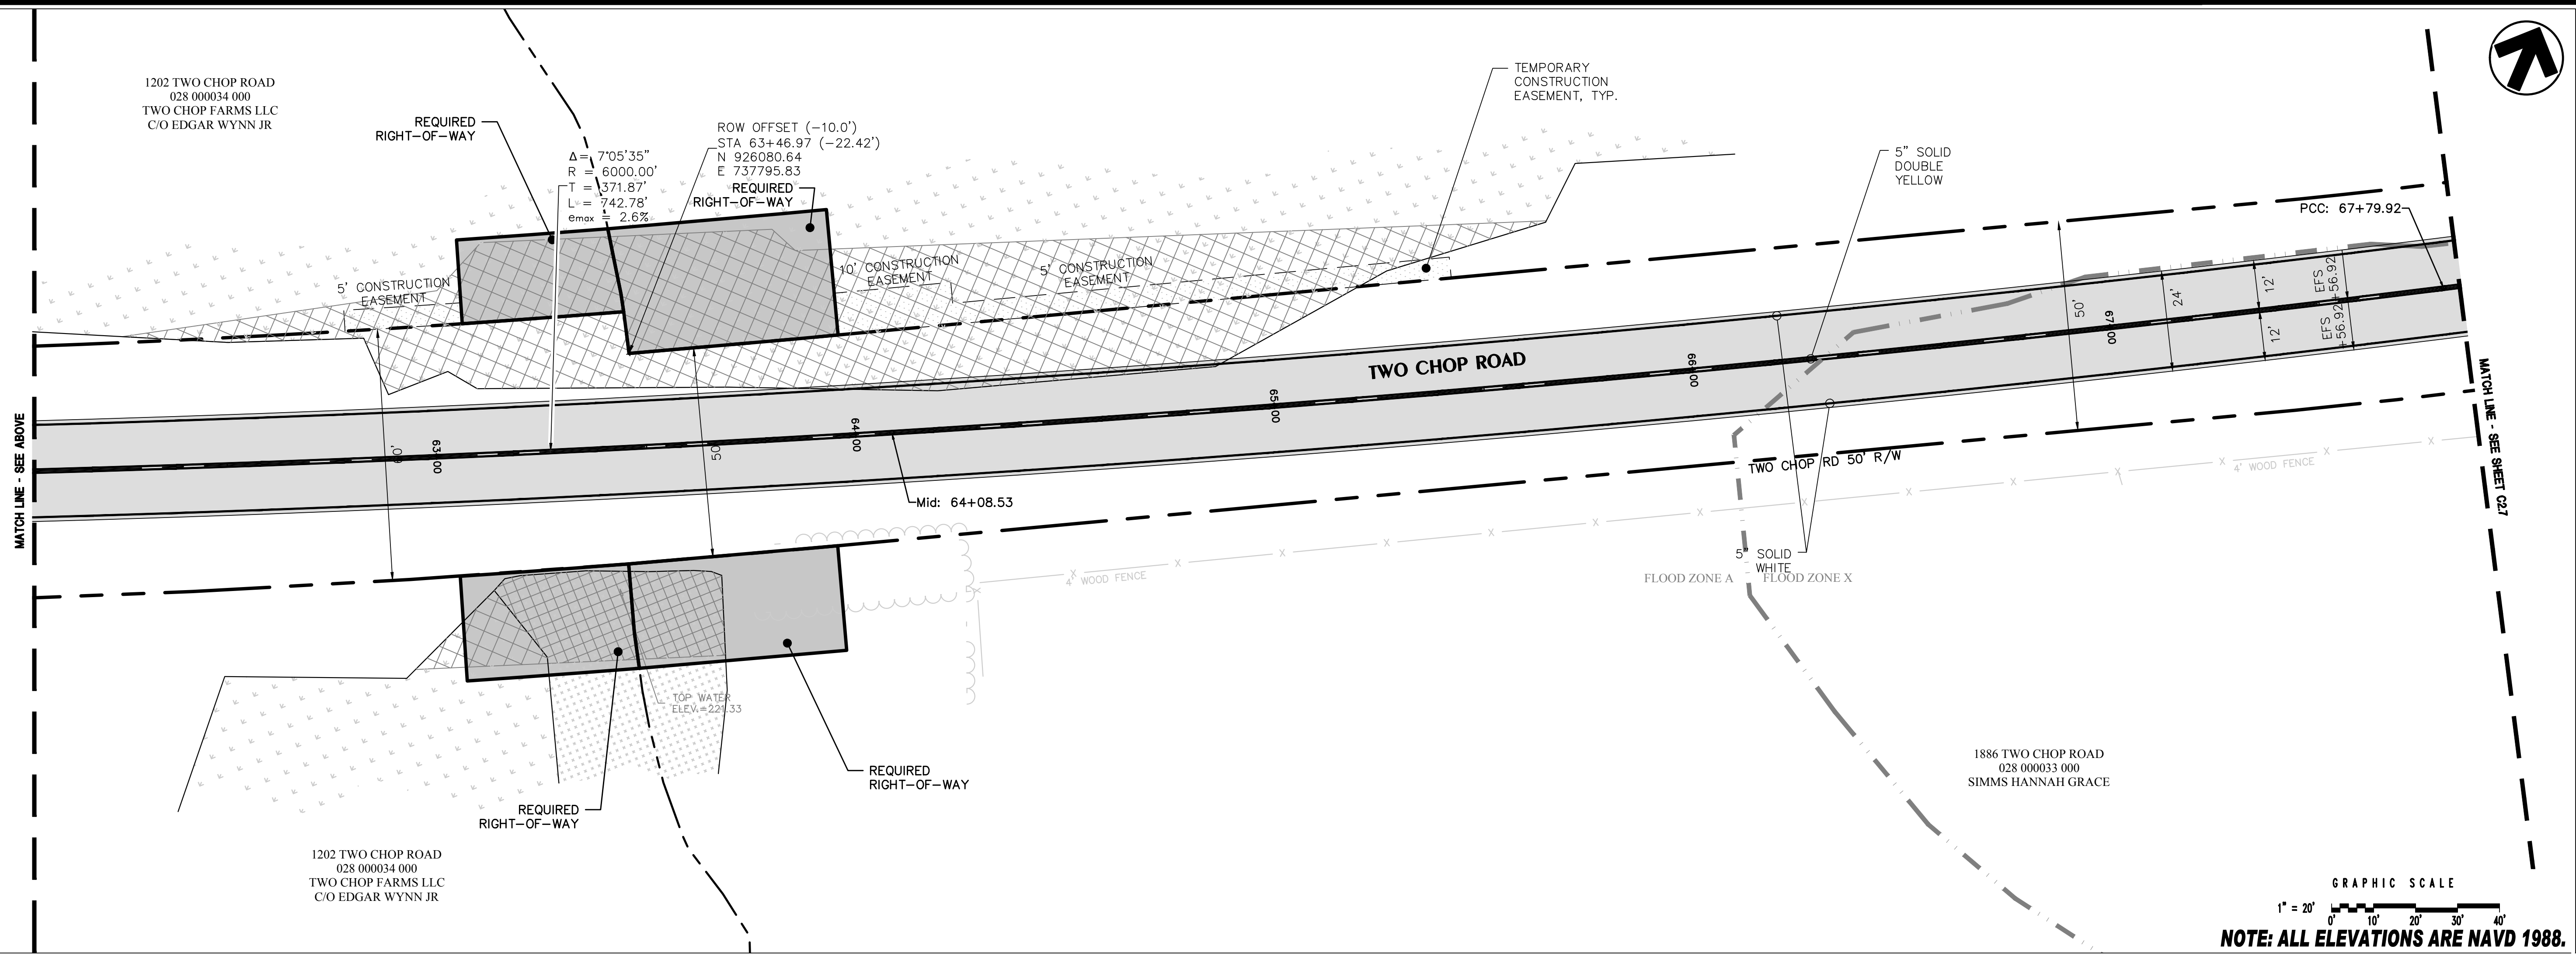 1202 TWO CHOP ROAD
028 000034 000
TWO CHOP FARMS LLC
C/O EDGAR WYNN JR
REQUIRED
RIGHT-OF-WAY
Δ = 7°05'35"
R = 6000.00'
T = 371.87'
L = 742.78'
emax = 2.6%
ROW OFFSET (-10.0')
STA 63+46.97 (-22.42')
N 926080.64
E 737795.83
REQUIRED
RIGHT-OF-WAY
TEMPORARY
CONSTRUCTION
EASEMENT, TYP.
5" SOLID
DOUBLE
YELLOW
PCC: 67+79.92
5' CONSTRUCTION
EASEMENT
10' CONSTRUCTION
EASEMENT
5' CONSTRUCTION
EASEMENT
50'
24'
12'
12'
EFS
+56.92
EFS
+56.92
TWO CHOP ROAD
63+00
64+00
65+00
66+00
67+00
60'
50'
Mid: 64+08.53
TWO CHOP RD 50' R/W
4' WOOD FENCE
4' WOOD FENCE
5" SOLID
WHITE
FLOOD ZONE A
FLOOD ZONE X
MATCH LINE - SEE ABOVE
MATCH LINE - SEE SHEET C2.7
TOP WATER
ELEV.=221.33
REQUIRED
RIGHT-OF-WAY
REQUIRED
RIGHT-OF-WAY
1202 TWO CHOP ROAD
028 000034 000
TWO CHOP FARMS LLC
C/O EDGAR WYNN JR
1886 TWO CHOP ROAD
028 000033 000
SIMMS HANNAH GRACE
GRAPHIC SCALE
1" = 20'
0' 10' 20' 30' 40'
NOTE: ALL ELEVATIONS ARE NAVD 1988.